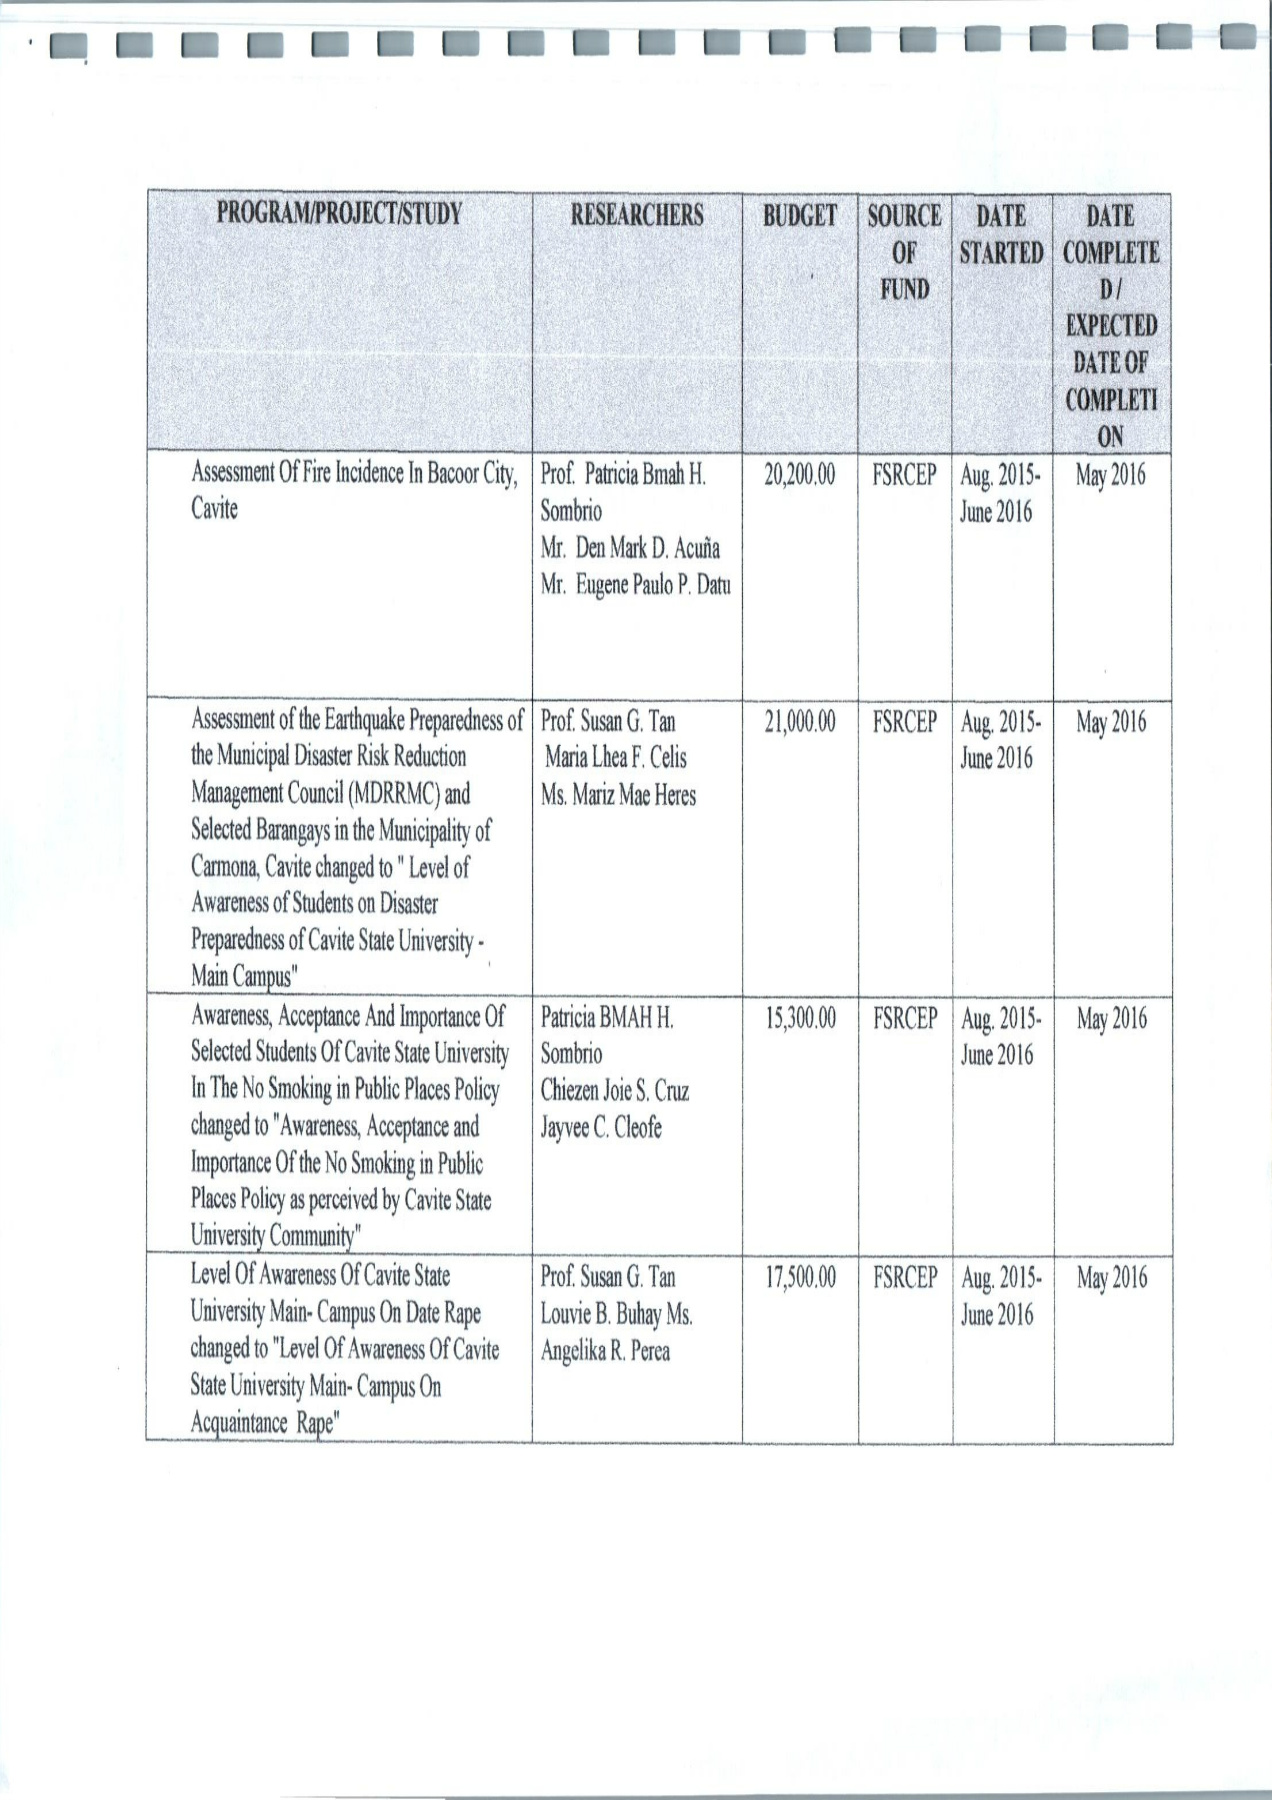 PROGRAM/PROJECT/STUDY
RESEARCHERS
BUDGET
SOURCE
OF
FUND
DATE
STARTED
DATE
COMPLETE
D /
EXPECTED
DATE OF
COMPLETI
ON
Assessment Of Fire Incidence In Bacoor City,
Cavite
Prof. Patricia Bmah H.
Sombrio
Mr. Den Mark D. Acuña
Mr. Eugene Paulo P. Datu
20,200.00
FSRCEP
Aug. 2015-
June 2016
May 2016
Assessment of the Earthquake Preparedness of
the Municipal Disaster Risk Reduction
Management Council (MDRRMC) and
Selected Barangays in the Municipality of
Carmona, Cavite changed to " Level of
Awareness of Students on Disaster
Preparedness of Cavite State University -
Main Campus"
Prof. Susan G. Tan
Maria Lhea F. Celis
Ms. Mariz Mae Heres
21,000.00
FSRCEP
Aug. 2015-
June 2016
May 2016
Awareness, Acceptance And Importance Of
Selected Students Of Cavite State University
In The No Smoking in Public Places Policy
changed to "Awareness, Acceptance and
Importance Of the No Smoking in Public
Places Policy as perceived by Cavite State
University Community"
Patricia BMAH H.
Sombrio
Chiezen Joie S. Cruz
Jayvee C. Cleofe
15,300.00
FSRCEP
Aug. 2015-
June 2016
May 2016
Level Of Awareness Of Cavite State
University Main- Campus On Date Rape
changed to "Level Of Awareness Of Cavite
State University Main- Campus On
Acquaintance Rape"
Prof. Susan G. Tan
Louvie B. Buhay Ms.
Angelika R. Perea
17,500.00
FSRCEP
Aug. 2015-
June 2016
May 2016